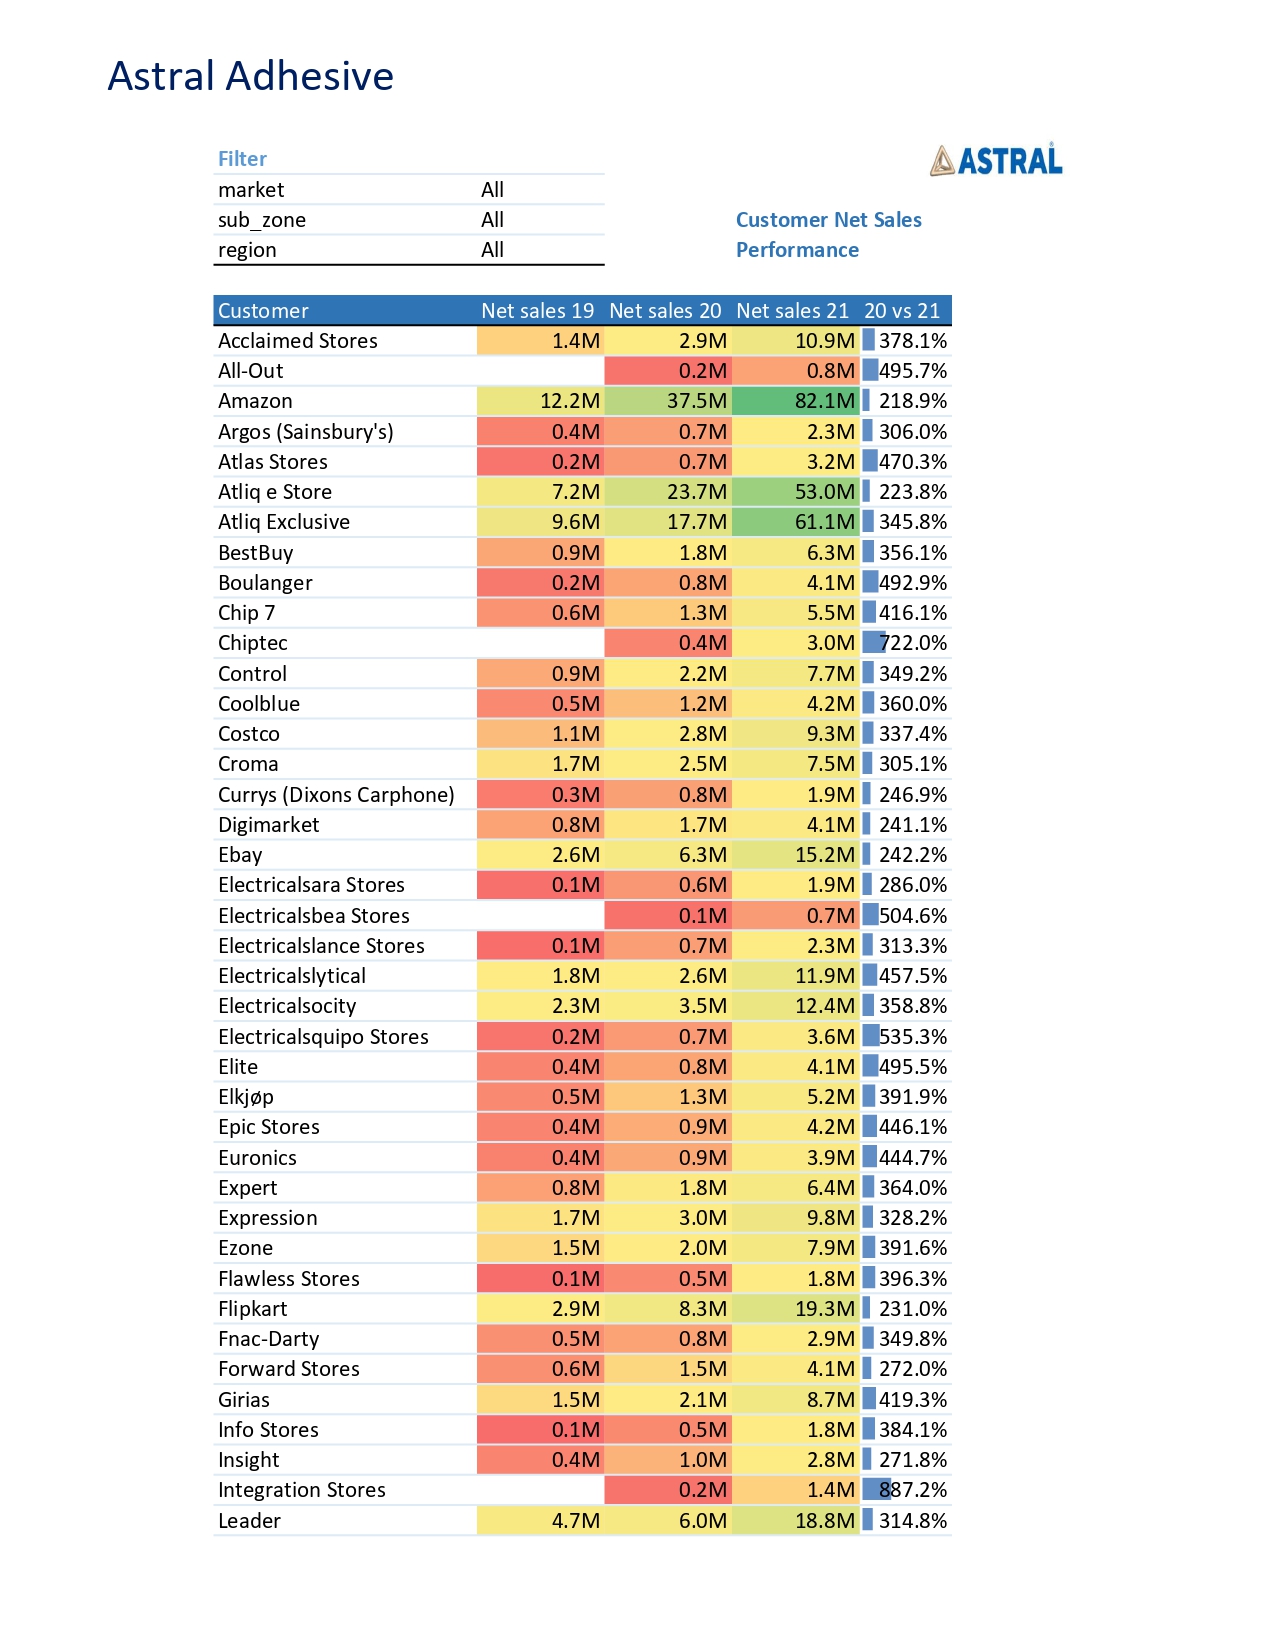 Astral Adhesive
Filter
ASTRAL
market All
sub_zone All
Customer Net Sales
region All
Performance
Customer Net sales 19 Net sales 20 Net sales 21 20 vs 21
Acclaimed Stores 1.4M 2.9M 10.9M 378.1%
All-Out 0.2M 0.8M 495.7%
Amazon 12.2M 37.5M 82.1M 218.9%
Argos (Sainsbury's) 0.4M 0.7M 2.3M 306.0%
Atlas Stores 0.2M 0.7M 3.2M 470.3%
Atliq e Store 7.2M 23.7M 53.0M 223.8%
Atliq Exclusive 9.6M 17.7M 61.1M 345.8%
BestBuy 0.9M 1.8M 6.3M 356.1%
Boulanger 0.2M 0.8M 4.1M 492.9%
Chip 7 0.6M 1.3M 5.5M 416.1%
Chiptec 0.4M 3.0M 722.0%
Control 0.9M 2.2M 7.7M 349.2%
Coolblue 0.5M 1.2M 4.2M 360.0%
Costco 1.1M 2.8M 9.3M 337.4%
Croma 1.7M 2.5M 7.5M 305.1%
Currys (Dixons Carphone) 0.3M 0.8M 1.9M 246.9%
Digimarket 0.8M 1.7M 4.1M 241.1%
Ebay 2.6M 6.3M 15.2M 242.2%
Electricalsara Stores 0.1M 0.6M 1.9M 286.0%
Electricalsbea Stores 0.1M 0.7M 504.6%
Electricalslance Stores 0.1M 0.7M 2.3M 313.3%
Electricalslytical 1.8M 2.6M 11.9M 457.5%
Electricalsocity 2.3M 3.5M 12.4M 358.8%
Electricalsquipo Stores 0.2M 0.7M 3.6M 535.3%
Elite 0.4M 0.8M 4.1M 495.5%
Elkjøp 0.5M 1.3M 5.2M 391.9%
Epic Stores 0.4M 0.9M 4.2M 446.1%
Euronics 0.4M 0.9M 3.9M 444.7%
Expert 0.8M 1.8M 6.4M 364.0%
Expression 1.7M 3.0M 9.8M 328.2%
Ezone 1.5M 2.0M 7.9M 391.6%
Flawless Stores 0.1M 0.5M 1.8M 396.3%
Flipkart 2.9M 8.3M 19.3M 231.0%
Fnac-Darty 0.5M 0.8M 2.9M 349.8%
Forward Stores 0.6M 1.5M 4.1M 272.0%
Girias 1.5M 2.1M 8.7M 419.3%
Info Stores 0.1M 0.5M 1.8M 384.1%
Insight 0.4M 1.0M 2.8M 271.8%
Integration Stores 0.2M 1.4M 887.2%
Leader 4.7M 6.0M 18.8M 314.8%